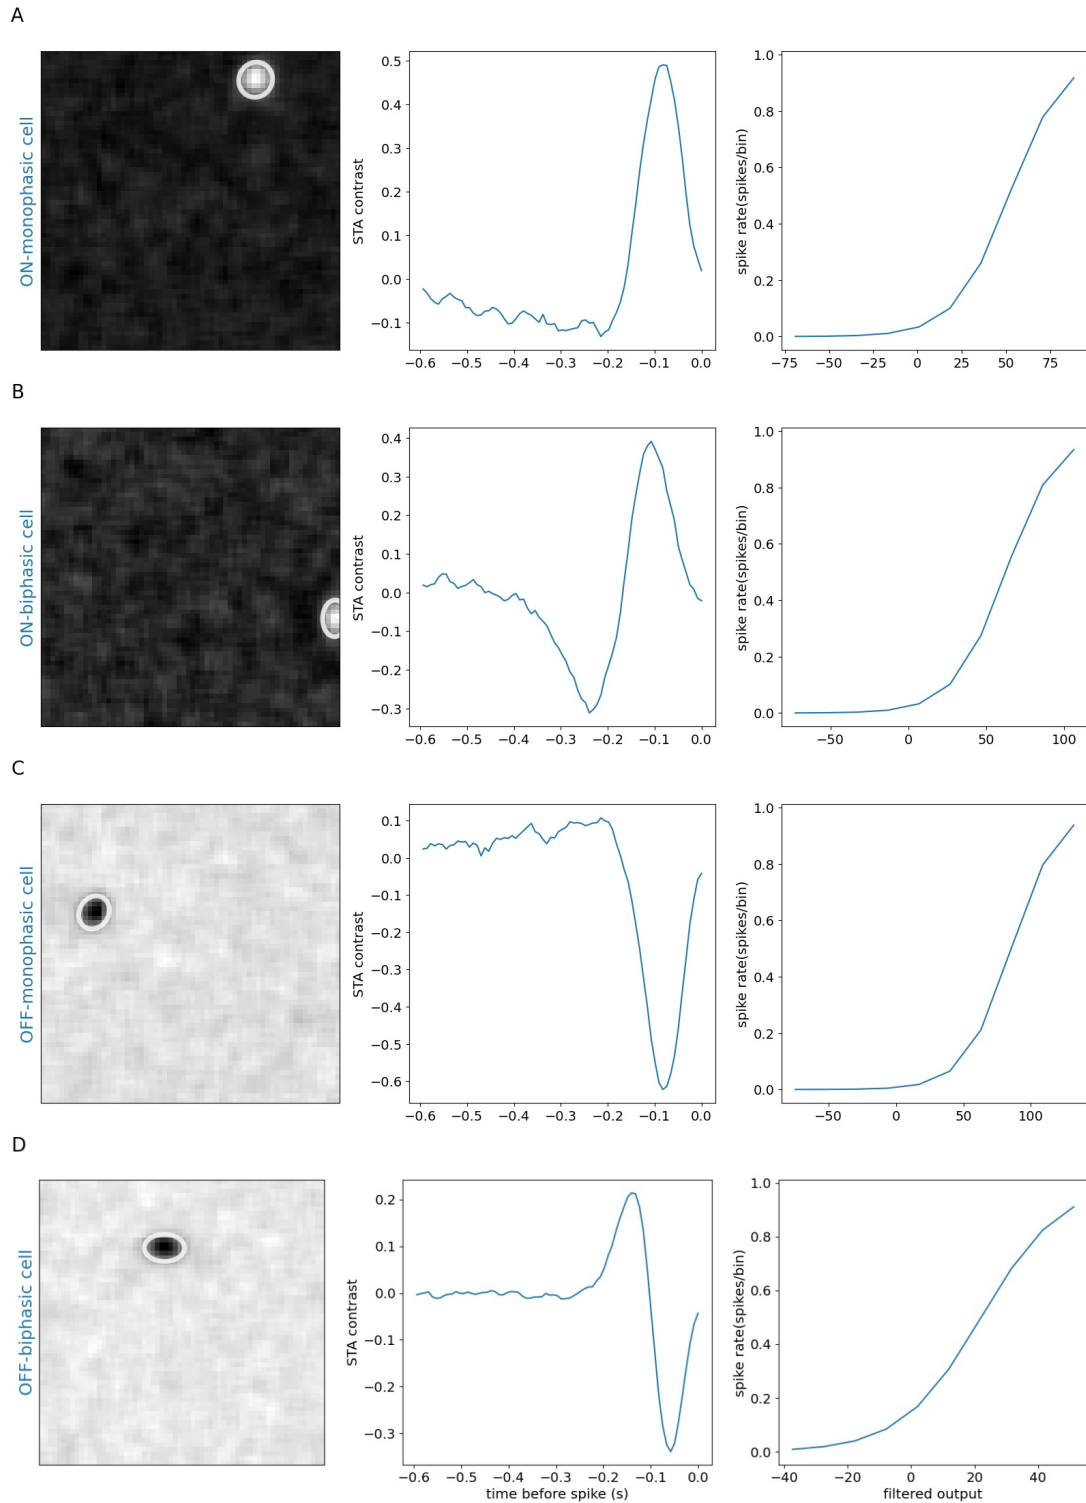 A
ON-monophasic cell
STA contrast
0.5
0.4
0.3
0.2
0.1
0.0
−0.1
−0.6 −0.5 −0.4 −0.3 −0.2 −0.1 0.0
spike rate(spikes/bin)
1.0
0.8
0.6
0.4
0.2
0.0
−75 −50 −25 0 25 50 75
B
ON-biphasic cell
STA contrast
0.4
0.3
0.2
0.1
0.0
−0.1
−0.2
−0.3
−0.6 −0.5 −0.4 −0.3 −0.2 −0.1 0.0
spike rate(spikes/bin)
1.0
0.8
0.6
0.4
0.2
0.0
−50 0 50 100
C
OFF-monophasic cell
STA contrast
0.1
0.0
−0.1
−0.2
−0.3
−0.4
−0.5
−0.6
−0.6 −0.5 −0.4 −0.3 −0.2 −0.1 0.0
spike rate(spikes/bin)
1.0
0.8
0.6
0.4
0.2
0.0
−50 0 50 100
D
OFF-biphasic cell
STA contrast
0.2
0.1
0.0
−0.1
−0.2
−0.3
−0.6 −0.5 −0.4 −0.3 −0.2 −0.1 0.0
time before spike (s)
spike rate(spikes/bin)
1.0
0.8
0.6
0.4
0.2
0.0
−40 −20 0 20 40
filtered output